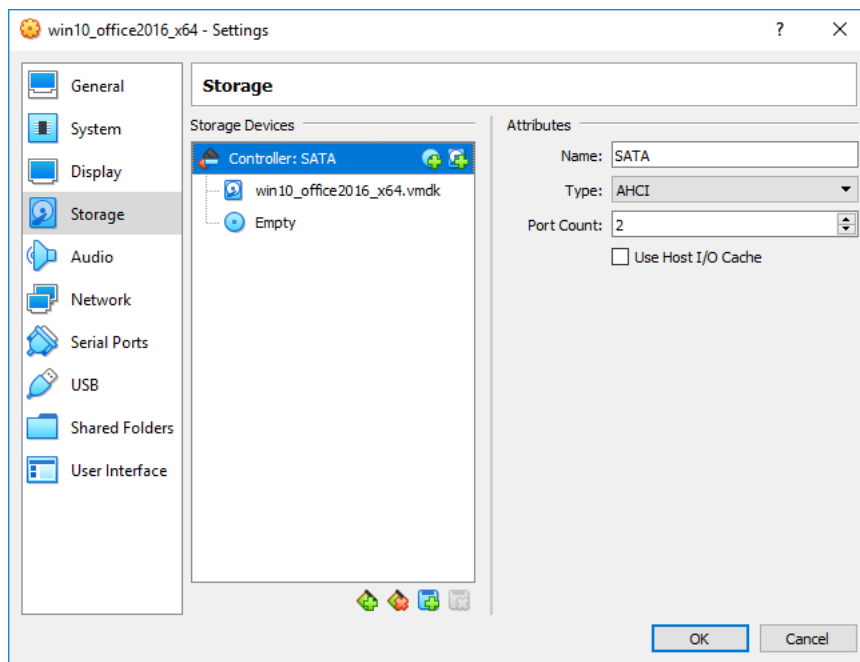 win10_office2016_x64 - Settings
?
General
System
Display
Storage
Audio
Network
Serial Ports
USB
Shared Folders
User Interface
Storage
Storage Devices
Controller: SATA
win10_office2016_x64.vmdk
Empty
Attributes
Name: SATA
Type: AHCI
Port Count: 2
Use Host I/O Cache
OK
Cancel